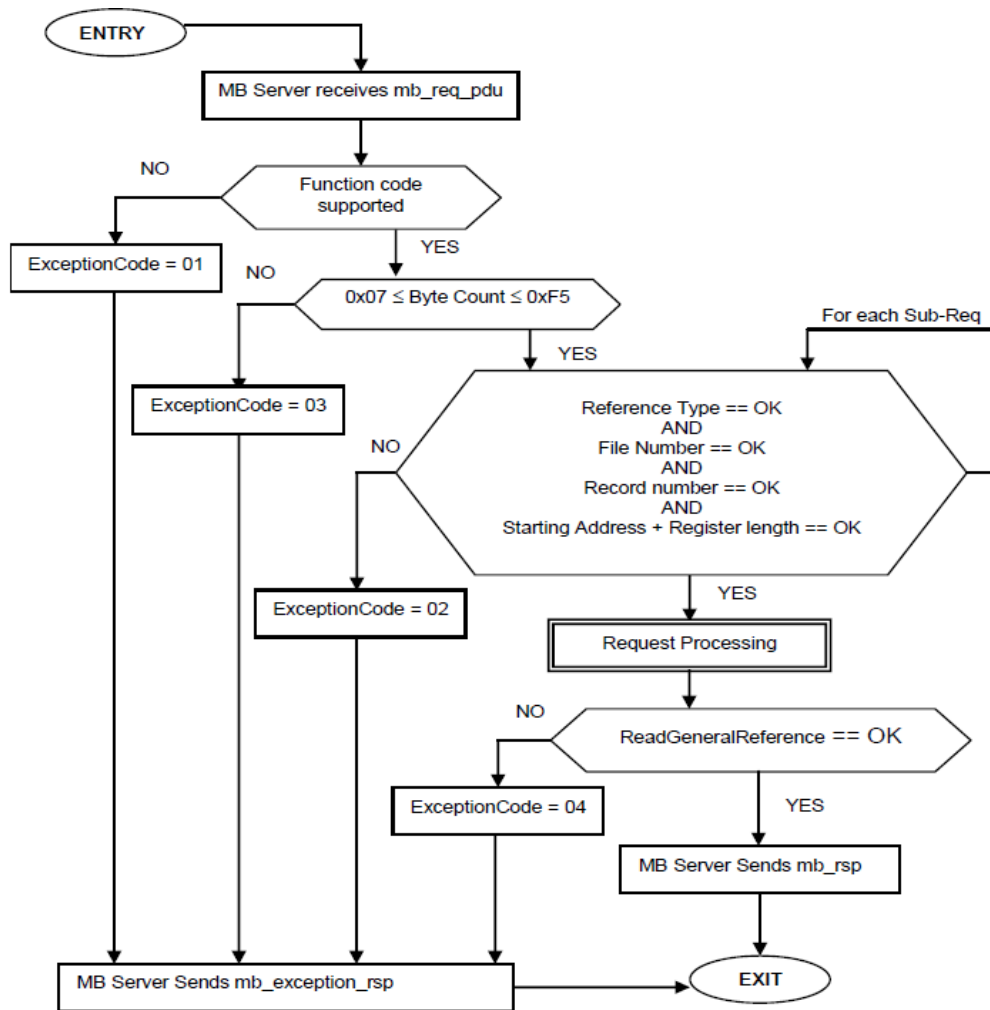 ENTRY
MB Server receives mb_req_pdu
NO
Function code
supported
YES
ExceptionCode = 01
NO
0x07 ≤ Byte Count ≤ 0xF5
For each Sub-Req
YES
ExceptionCode = 03
Reference Type == OK
AND
NO
File Number == OK
AND
Record number == OK
AND
Starting Address + Register length == OK
YES
ExceptionCode = 02
Request Processing
NO
ReadGeneralReference == OK
ExceptionCode = 04
YES
MB Server Sends mb_rsp
MB Server Sends mb_exception_rsp
EXIT